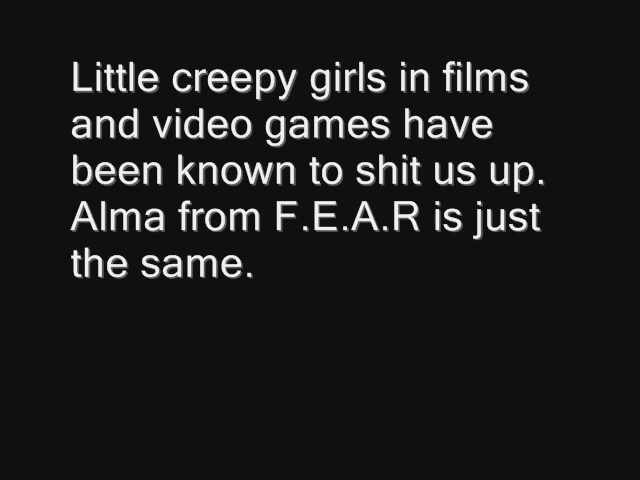 Little creepy girls in films
and video games have
been known to shit us up.
Alma from F.E.A.R is just
the same.